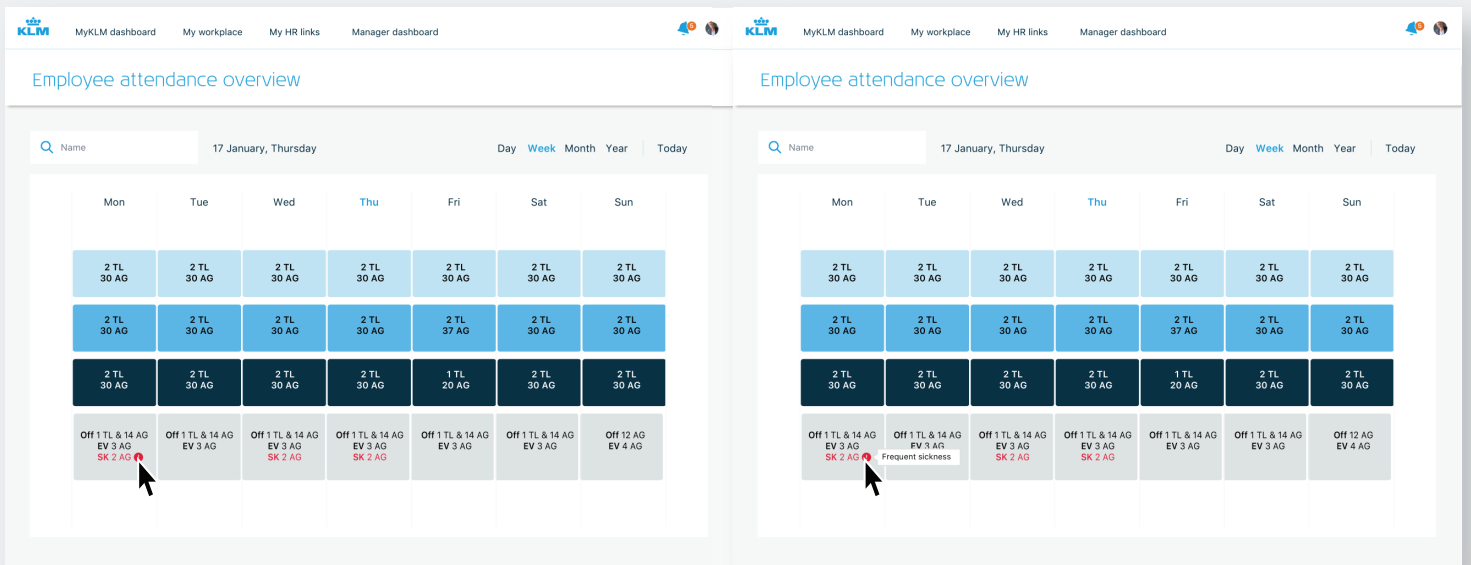 KLM MyKLM dashboard My workplace My HR links Manager dashboard
Employee attendance overview
Name 17 January, Thursday Day Week Month Year Today
Mon Tue Wed Thu Fri Sat Sun
2 TL 2 TL 2 TL 2 TL 2 TL 2 TL 2 TL
30 AG 30 AG 30 AG 30 AG 30 AG 30 AG 30 AG
2 TL 2 TL 2 TL 2 TL 2 TL 2 TL 2 TL
30 AG 30 AG 30 AG 30 AG 37 AG 30 AG 30 AG
2 TL 2 TL 2 TL 2 TL 1 TL 2 TL 2 TL
30 AG 30 AG 30 AG 30 AG 20 AG 30 AG 30 AG
Off 1 TL & 14 AG Off 1 TL & 14 AG Off 1 TL & 14 AG Off 1 TL & 14 AG Off 1 TL & 14 AG Off 1 TL & 14 AG Off 12 AG
EV 3 AG EV 3 AG EV 3 AG EV 3 AG EV 3 AG EV 3 AG EV 4 AG
SK 2 AG SK 2 AG SK 2 AG
KLM MyKLM dashboard My workplace My HR links Manager dashboard
Employee attendance overview
Name 17 January, Thursday Day Week Month Year Today
Mon Tue Wed Thu Fri Sat Sun
2 TL 2 TL 2 TL 2 TL 2 TL 2 TL 2 TL
30 AG 30 AG 30 AG 30 AG 30 AG 30 AG 30 AG
2 TL 2 TL 2 TL 2 TL 2 TL 2 TL 2 TL
30 AG 30 AG 30 AG 30 AG 37 AG 30 AG 30 AG
2 TL 2 TL 2 TL 2 TL 1 TL 2 TL 2 TL
30 AG 30 AG 30 AG 30 AG 20 AG 30 AG 30 AG
Off 1 TL & 14 AG Off 1 TL & 14 AG Off 1 TL & 14 AG Off 1 TL & 14 AG Off 1 TL & 14 AG Off 1 TL & 14 AG Off 12 AG
EV 3 AG EV 3 AG EV 3 AG EV 3 AG EV 3 AG EV 3 AG EV 4 AG
SK 2 AG Frequent sickness SK 2 AG SK 2 AG